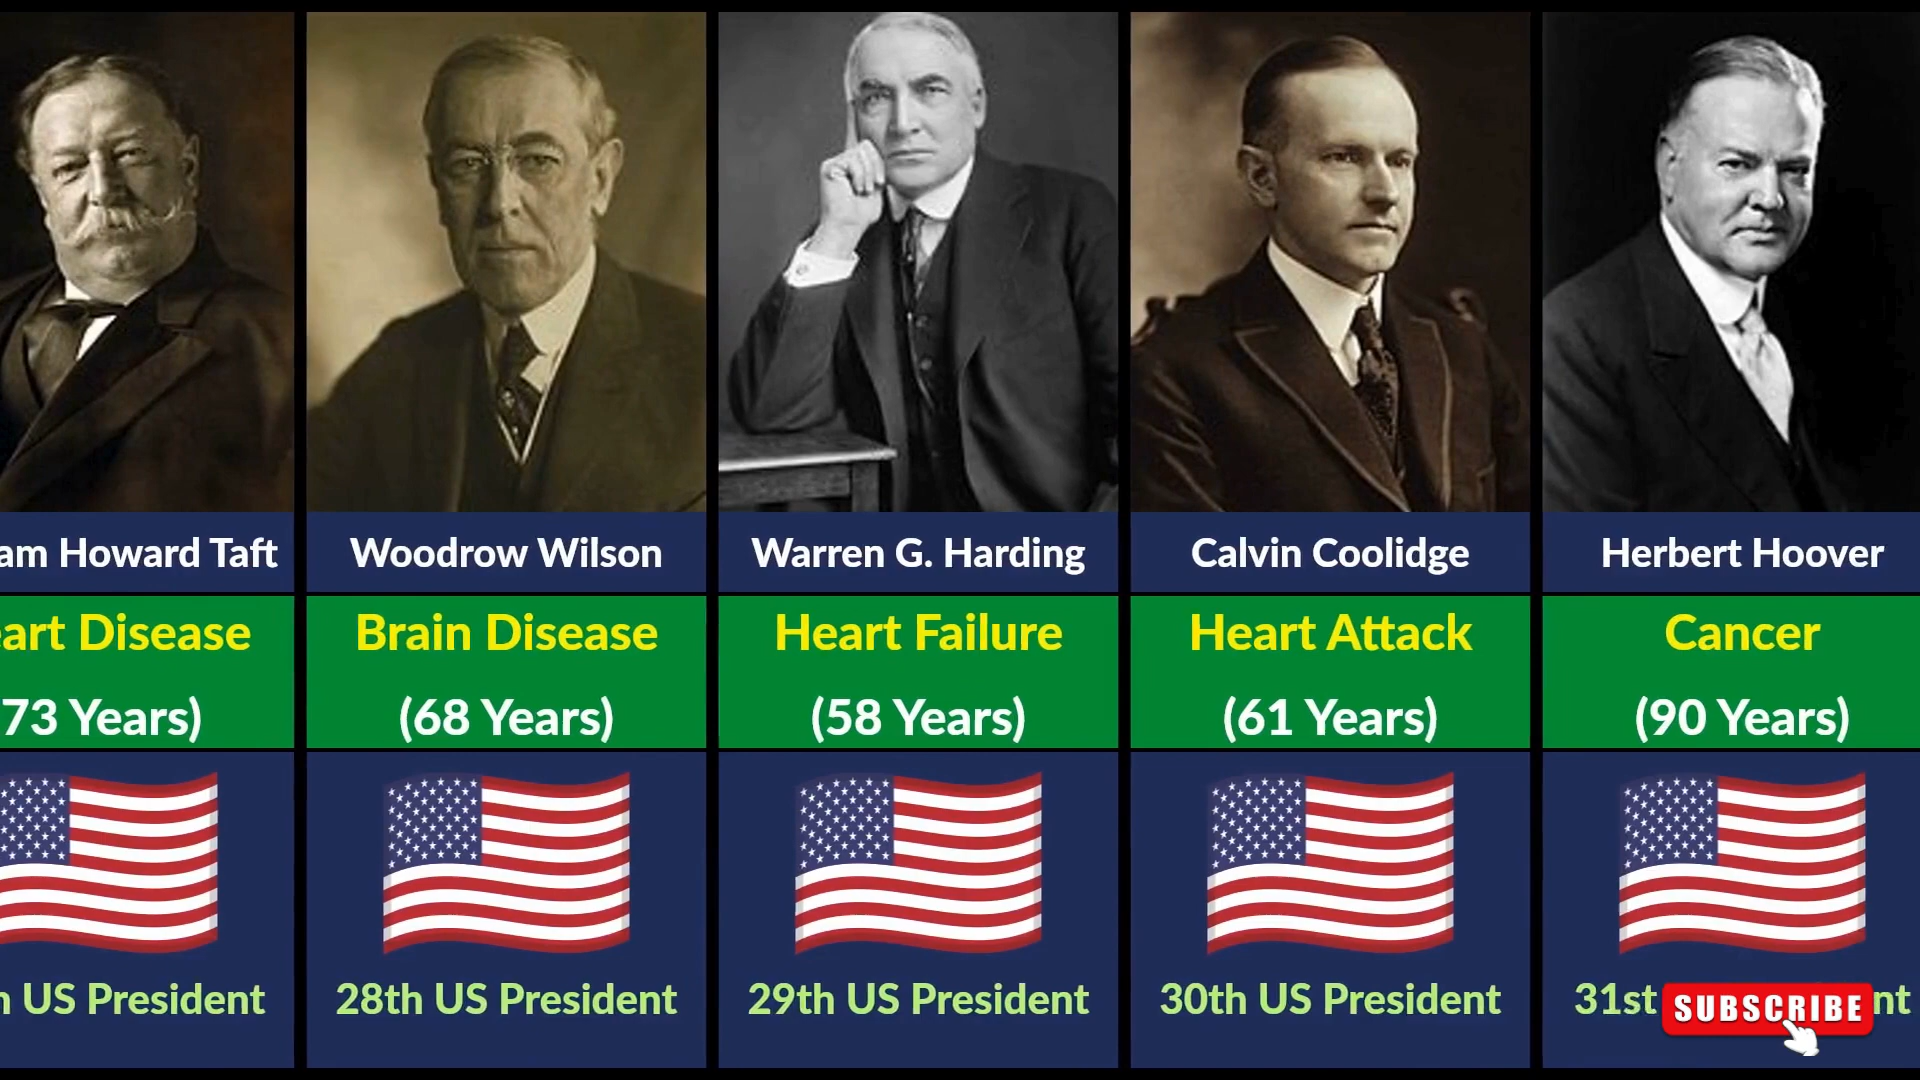 am Howard Taft
Woodrow Wilson
Warren G. Harding
Calvin Coolidge
Herbert Hoover
art Disease
Brain Disease
Heart Failure
Heart Attack
Cancer
73 Years)
(68 Years)
(58 Years)
(61 Years)
(90 Years)
US President
28th US President
29th US President
30th US President
31st
SUBSCRIBE
nt